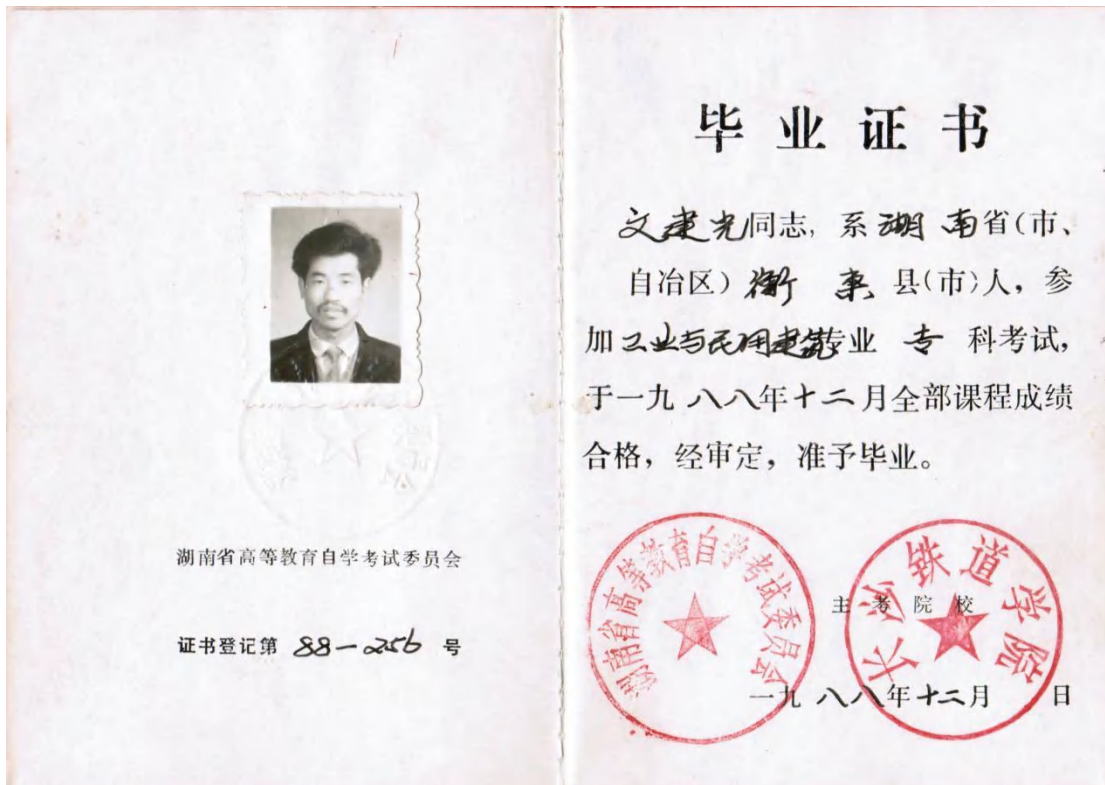 湖南省高等教育自学考试委员会
证书登记第 88—256 号
毕业证书
文建光同志, 系湖南省(市、
自治区) 衡东县(市)人, 参
加工业与民用建筑专业 专 科考试,
于一九八八年十二月全部课程成绩
合格, 经审定, 准予毕业。
湖南省高等教育自学考试委员会
主考院校
长沙铁道学院
一九八八年十二月 日